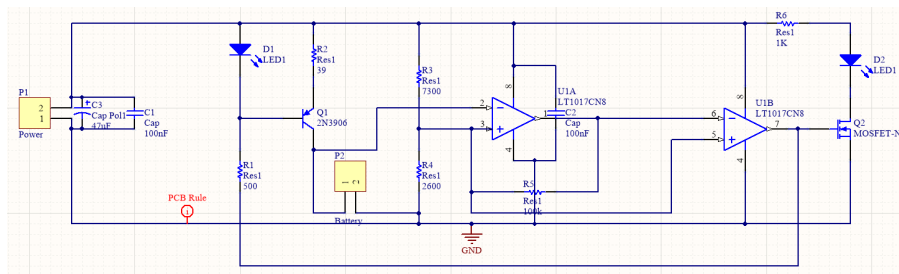 R6
Res1
1K
D1
LED1
R2
Res1
39
D2
LED1
R3
Res1
7300
P1
2
1
Power
C3
Cap Pol1
47uF
C1
Cap
100nF
Q1
2N3906
8
U1A
LT1017CN8
2
3
1
4
C2
Cap
100nF
8
U1B
LT1017CN8
6
5
7
4
Q2
MOSFET-N
P2
1
2
Battery
R1
Res1
500
R4
Res1
2600
R5
Res1
100k
PCB Rule
1
GND